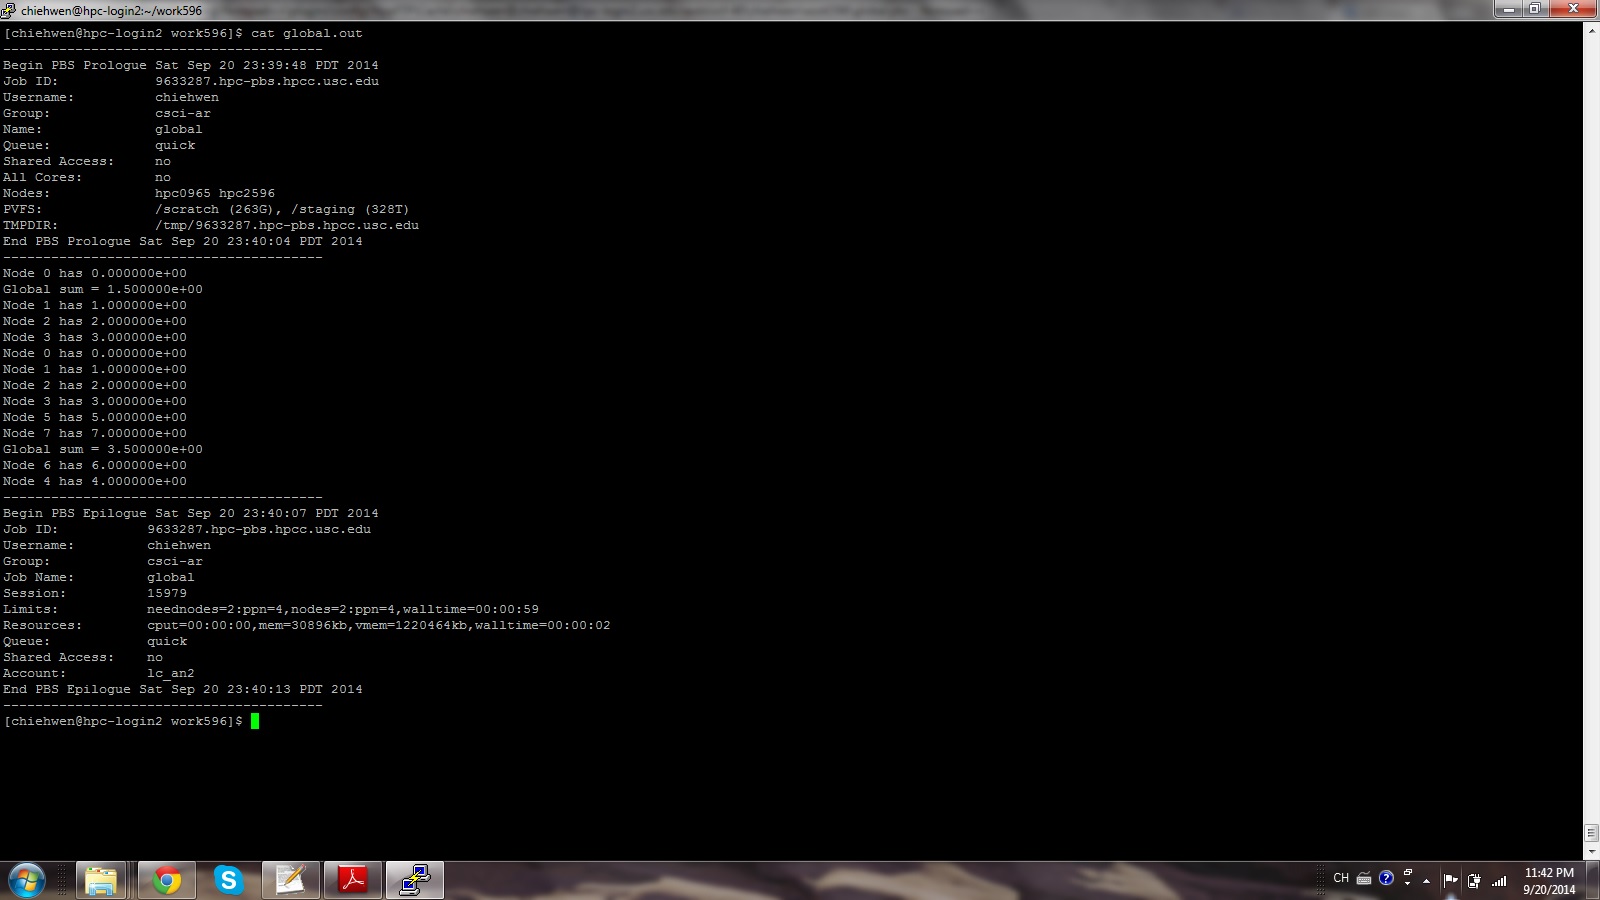 chiehwen@hpc-login2:~/work596
[chiehwen@hpc-login2 work596]$ cat global.out
----------------------------------------
Begin PBS Prologue Sat Sep 20 23:39:48 PDT 2014
Job ID: 9633287.hpc-pbs.hpcc.usc.edu
Username: chiehwen
Group: csci-ar
Name: global
Queue: quick
Shared Access: no
All Cores: no
Nodes: hpc0965 hpc2596
PVFS: /scratch (263G), /staging (328T)
TMPDIR: /tmp/9633287.hpc-pbs.hpcc.usc.edu
End PBS Prologue Sat Sep 20 23:40:04 PDT 2014
----------------------------------------
Node 0 has 0.000000e+00
Global sum = 1.500000e+00
Node 1 has 1.000000e+00
Node 2 has 2.000000e+00
Node 3 has 3.000000e+00
Node 0 has 0.000000e+00
Node 1 has 1.000000e+00
Node 2 has 2.000000e+00
Node 3 has 3.000000e+00
Node 5 has 5.000000e+00
Node 7 has 7.000000e+00
Global sum = 3.500000e+00
Node 6 has 6.000000e+00
Node 4 has 4.000000e+00
----------------------------------------
Begin PBS Epilogue Sat Sep 20 23:40:07 PDT 2014
Job ID: 9633287.hpc-pbs.hpcc.usc.edu
Username: chiehwen
Group: csci-ar
Job Name: global
Session: 15979
Limits: neednodes=2:ppn=4,nodes=2:ppn=4,walltime=00:00:59
Resources: cput=00:00:00,mem=30896kb,vmem=1220464kb,walltime=00:00:02
Queue: quick
Shared Access: no
Account: lc_an2
End PBS Epilogue Sat Sep 20 23:40:13 PDT 2014
----------------------------------------
[chiehwen@hpc-login2 work596]$
CH
11:42 PM
9/20/2014